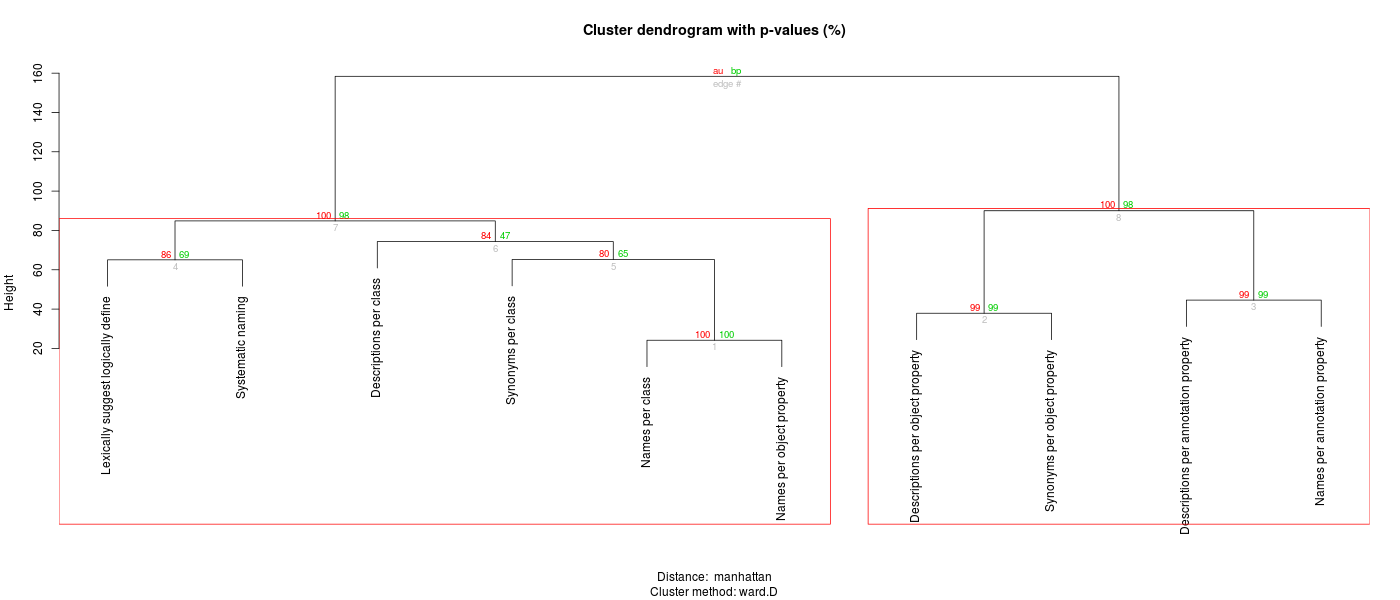 Cluster dendrogram with p-values (%)
au bp
edge #
160
140
120
100
80
60
40
20
Height
100 98
7
100 98
8
84 47
6
86 69
4
80 65
5
99 99
3
99 99
2
100 100
1
Lexically suggest logically define
Systematic naming
Descriptions per class
Synonyms per class
Names per class
Names per object property
Descriptions per object property
Synonyms per object property
Descriptions per annotation property
Names per annotation property
Distance: manhattan
Cluster method: ward.D